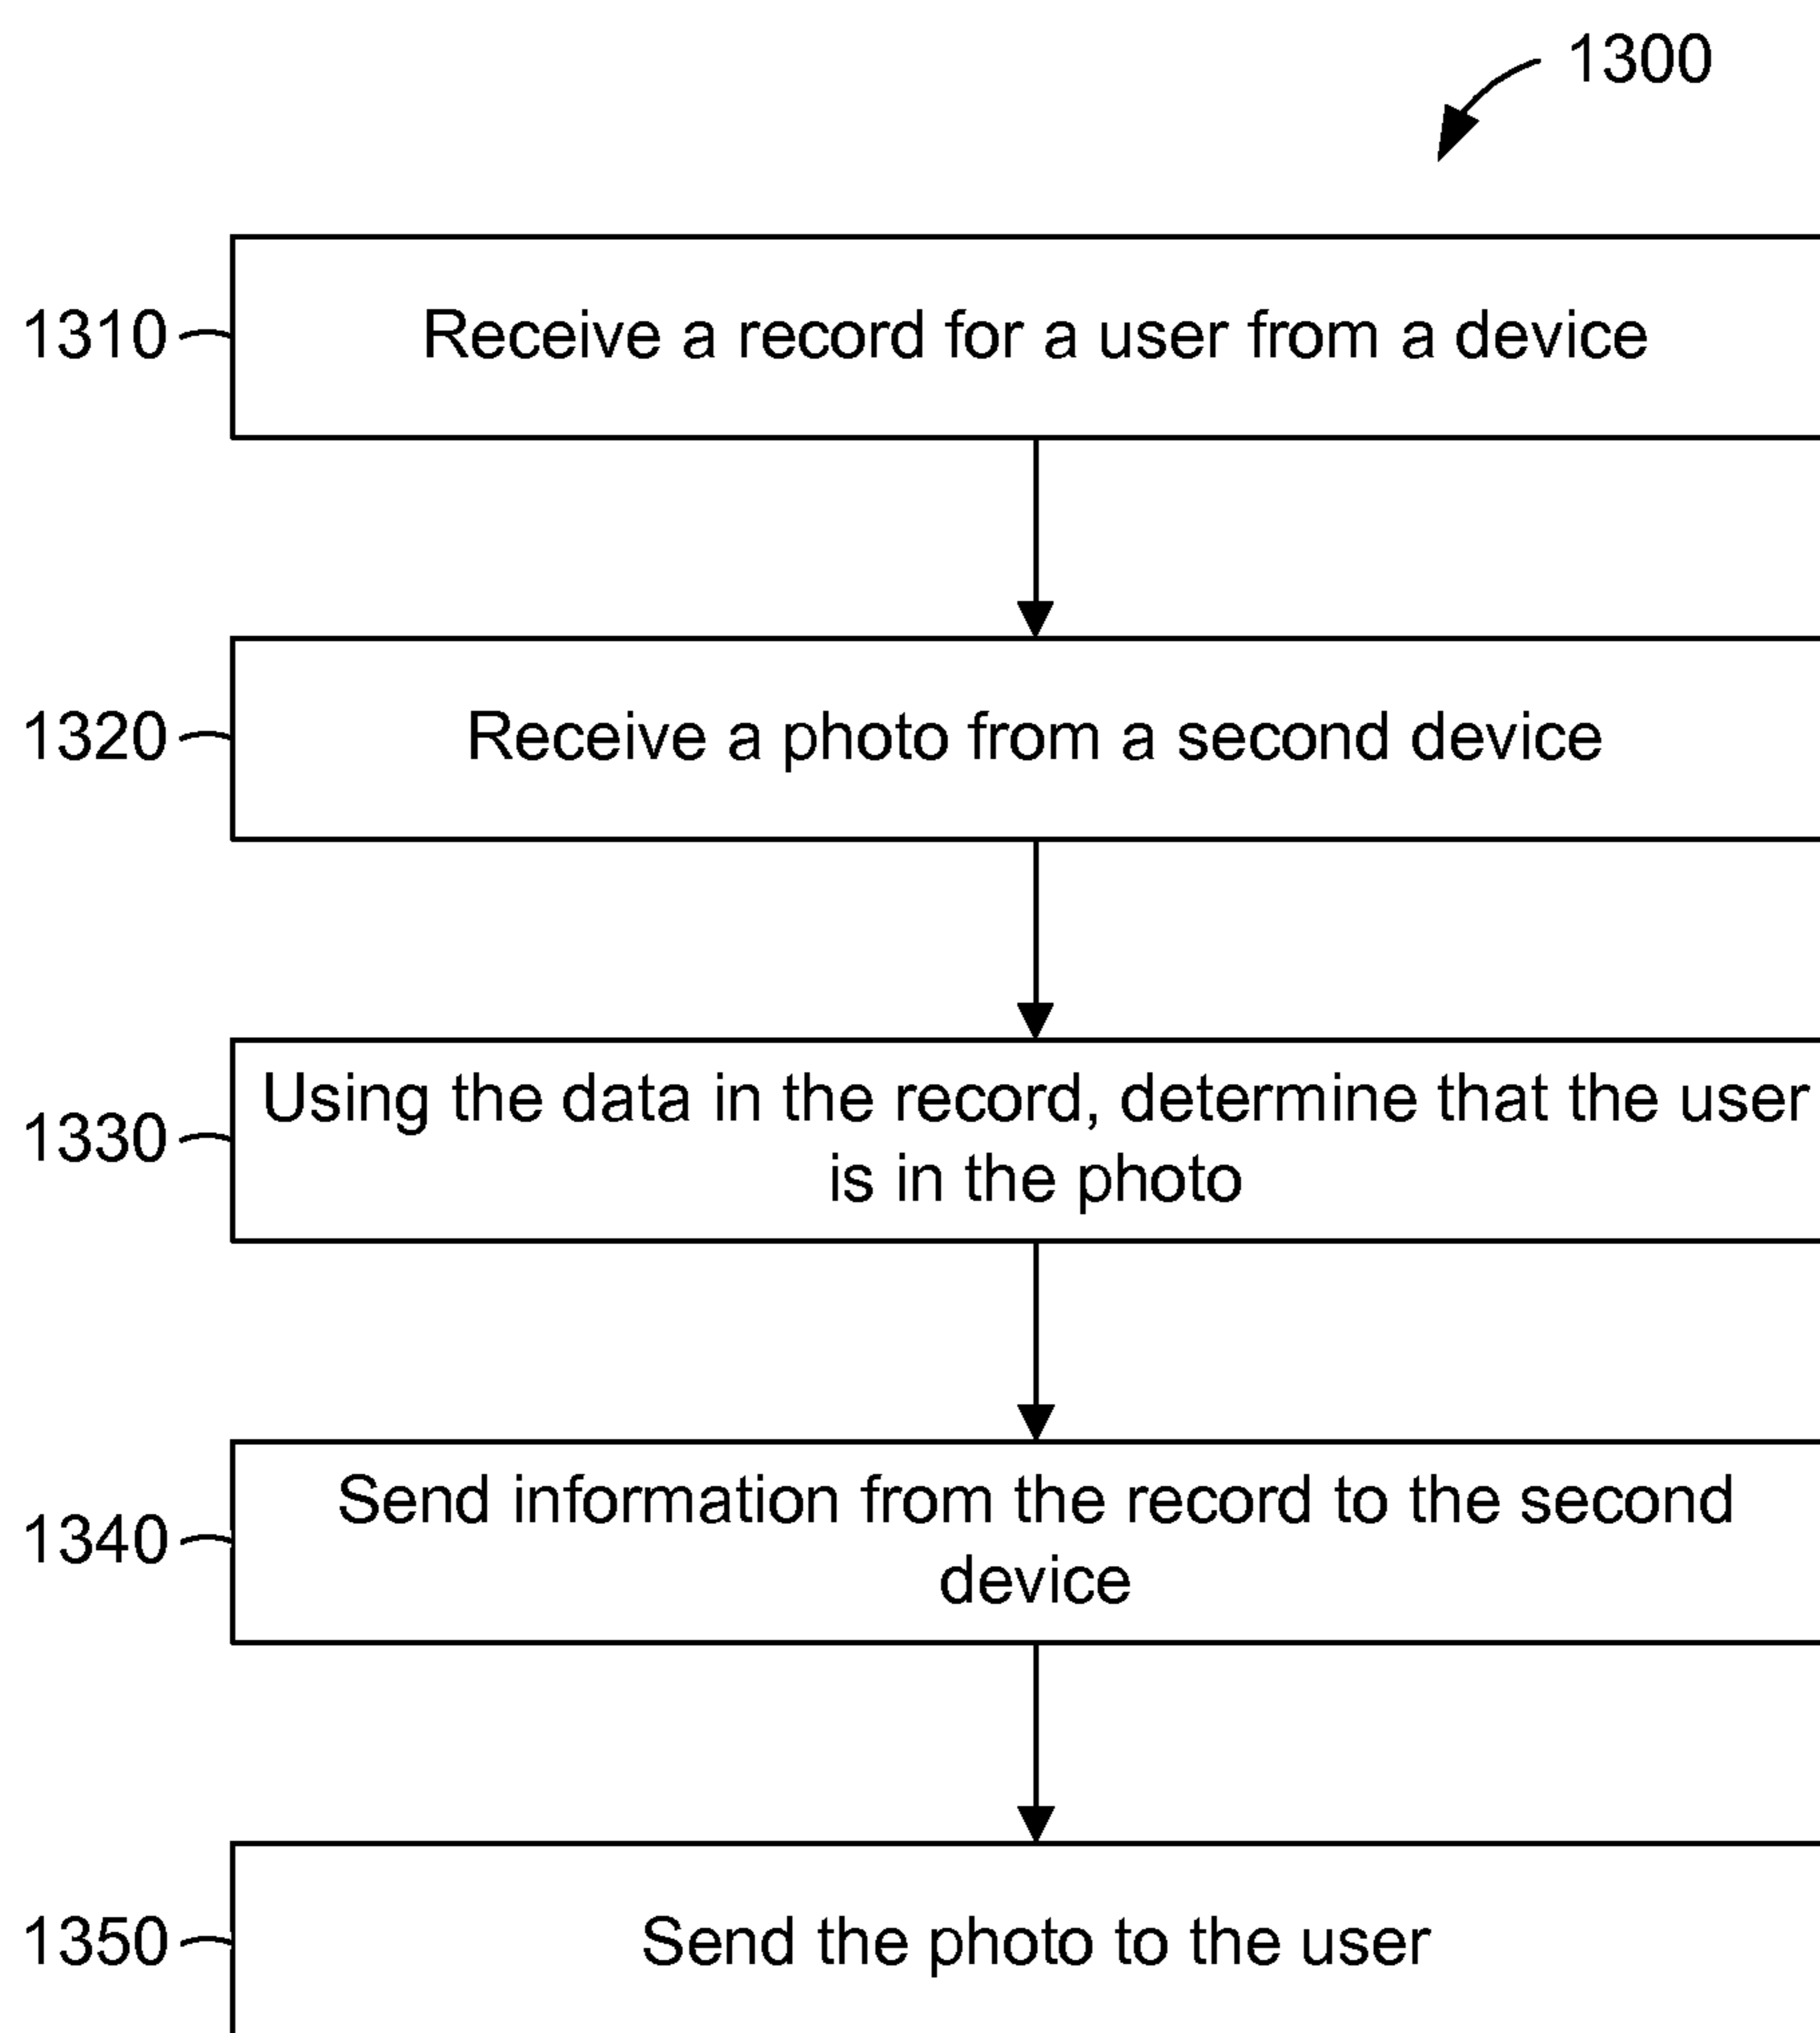 1300
1310
Receive a record for a user from a device
1320
Receive a photo from a second device
1330
Using the data in the record, determine that the user
is in the photo
1340
Send information from the record to the second
device
1350
Send the photo to the user